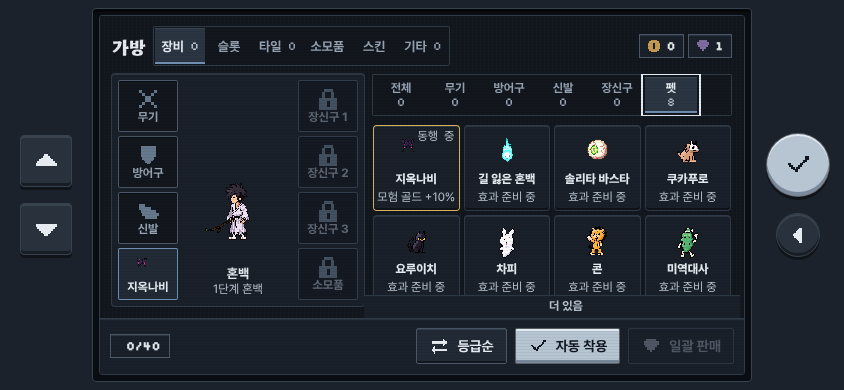 가방 장비 0 슬롯 타일 0 소모품 스킨 기타 0 0 1
무기
방어구
신발
지옥나비
장신구 1
장신구 2
장신구 3
소모품
혼백
1단계 혼백
전체 무기 방어구 신발 장신구 펫
0 0 0 0 0 8
동행 중
지옥나비 길 잃은 혼백 솔리타 바스타 쿠카푸로
모험 골드 +10% 효과 준비 중 효과 준비 중 효과 준비 중
요루이치 차피 콘 미역대사
효과 준비 중 효과 준비 중 효과 준비 중 효과 준비 중
더 있음
0/40 등급순 자동 착용 일괄 판매